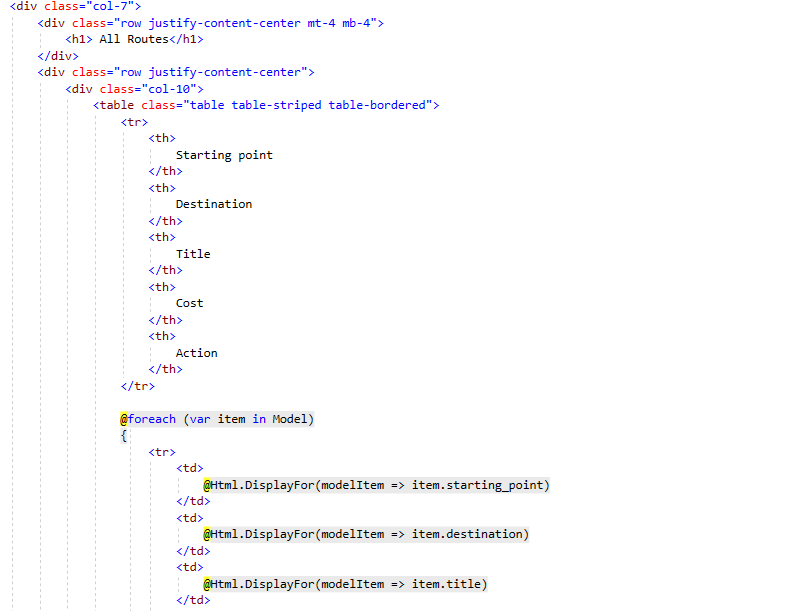 <div class="col-7">
<div class="row justify-content-center mt-4 mb-4">
<h1> All Routes</h1>
</div>
<div class="row justify-content-center">
<div class="col-10">
<table class="table table-striped table-bordered">
<tr>
<th>
Starting point
</th>
<th>
Destination
</th>
<th>
Title
</th>
<th>
Cost
</th>
<th>
Action
</th>
</tr>
@foreach (var item in Model)
{
<tr>
<td>
@Html.DisplayFor(modelItem => item.starting_point)
</td>
<td>
@Html.DisplayFor(modelItem => item.destination)
</td>
<td>
@Html.DisplayFor(modelItem => item.title)
</td>